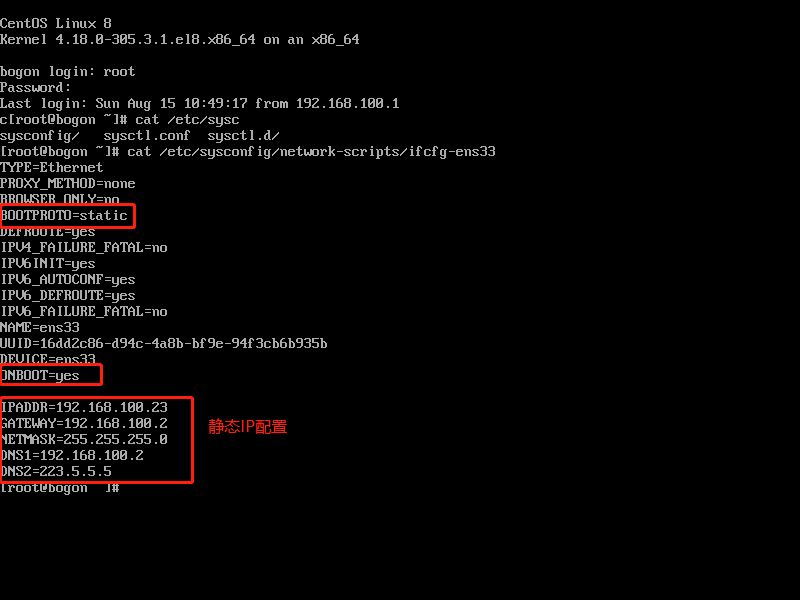 CentOS Linux 8
Kernel 4.18.0-305.3.1.el8.x86_64 on an x86_64
bogon login: root
Password:
Last login: Sun Aug 15 10:49:17 from 192.168.100.1
c[root@bogon ~]# cat /etc/sysc
sysconfig/   sysctl.conf  sysctl.d/
[root@bogon ~]# cat /etc/sysconfig/network-scripts/ifcfg-ens33
TYPE=Ethernet
PROXY_METHOD=none
BROWSER_ONLY=no
BOOTPROTO=static
DEFROUTE=yes
IPV4_FAILURE_FATAL=no
IPV6INIT=yes
IPV6_AUTOCONF=yes
IPV6_DEFROUTE=yes
IPV6_FAILURE_FATAL=no
NAME=ens33
UUID=16dd2c86-d94c-4a8b-bf9e-94f3cb6b935b
DEVICE=ens33
ONBOOT=yes
IPADDR=192.168.100.23
GATEWAY=192.168.100.2
静态IP配置
NETMASK=255.255.255.0
DNS1=192.168.100.2
DNS2=223.5.5.5
[root@bogon  ]#